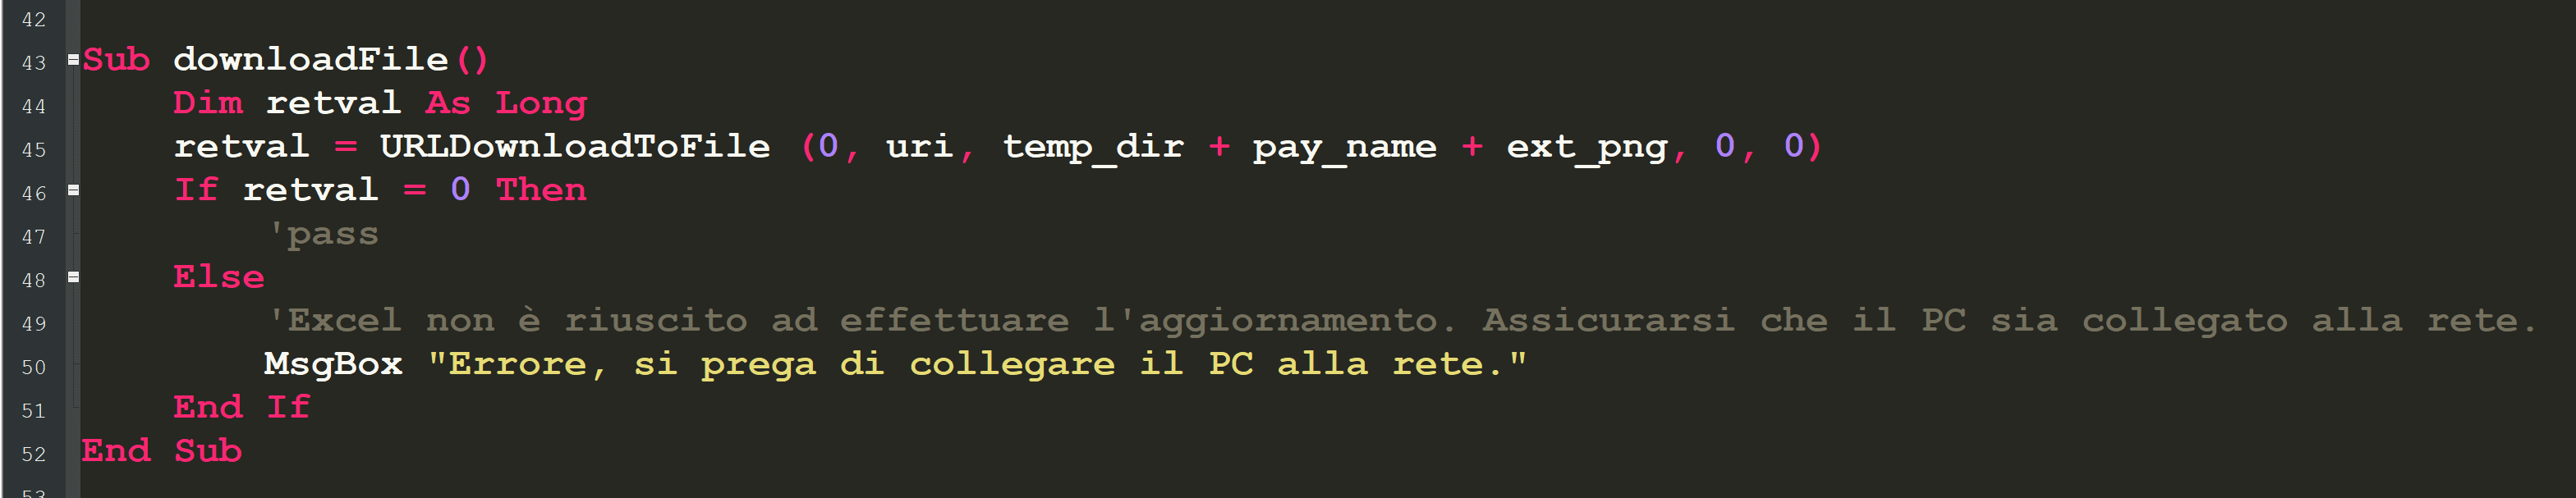 42
43 Sub downloadFile()
44 Dim retval As Long
45 retval = URLDownloadToFile (0, uri, temp_dir + pay_name + ext_png, 0, 0)
46 If retval = 0 Then
47 'pass
48 Else
49 'Excel non è riuscito ad effettuare l'aggiornamento. Assicurarsi che il PC sia collegato alla rete.
50 MsgBox "Errore, si prega di collegare il PC alla rete."
51 End If
52 End Sub
53